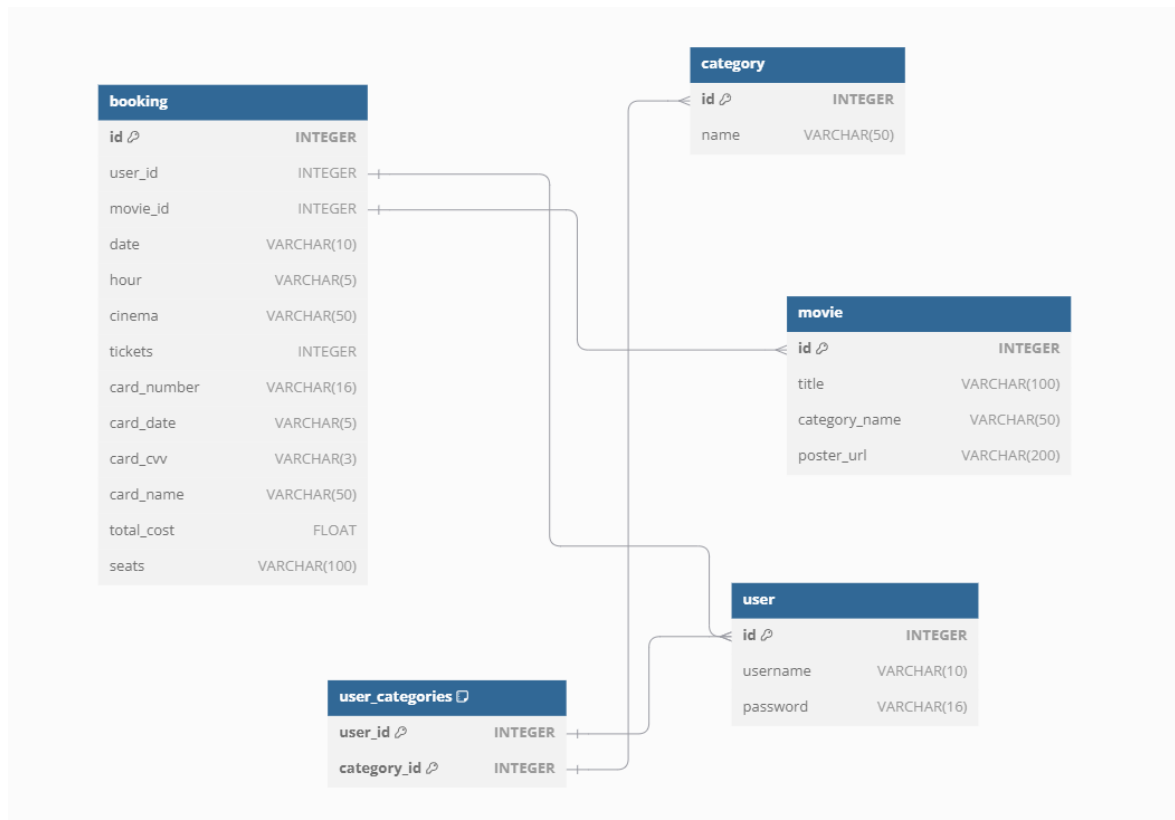 booking
id INTEGER
user_id INTEGER
movie_id INTEGER
date VARCHAR(10)
hour VARCHAR(5)
cinema VARCHAR(50)
tickets INTEGER
card_number VARCHAR(16)
card_date VARCHAR(5)
card_cvv VARCHAR(3)
card_name VARCHAR(50)
total_cost FLOAT
seats VARCHAR(100)
category
id INTEGER
name VARCHAR(50)
movie
id INTEGER
title VARCHAR(100)
category_name VARCHAR(50)
poster_url VARCHAR(200)
user
id INTEGER
username VARCHAR(10)
password VARCHAR(16)
user_categories
user_id INTEGER
category_id INTEGER